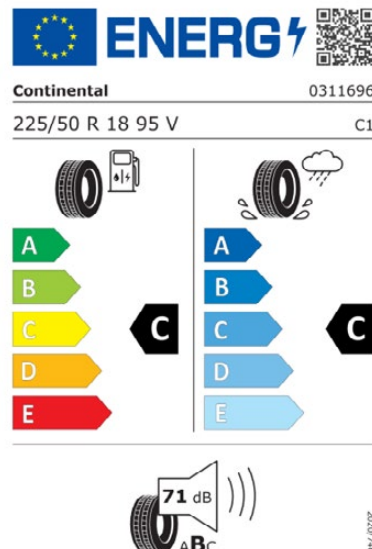 ENERG
Continental 0311696
225/50 R 18 95 V C1
A A
B B
C C C C
D D
E E
71 dB
ABC